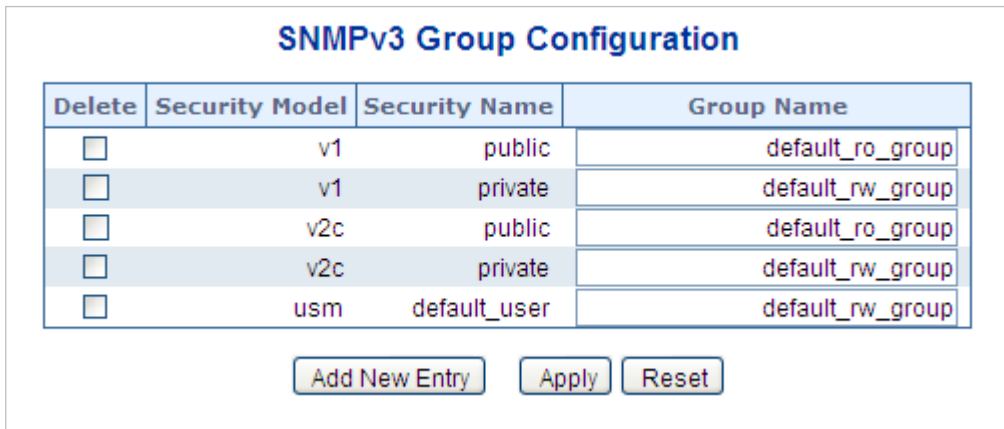 SNMPv3 Group Configuration
Delete Security Model Security Name Group Name
v1 public default_ro_group
v1 private default_rw_group
v2c public default_ro_group
v2c private default_rw_group
usm default_user default_rw_group
Add New Entry Apply Reset